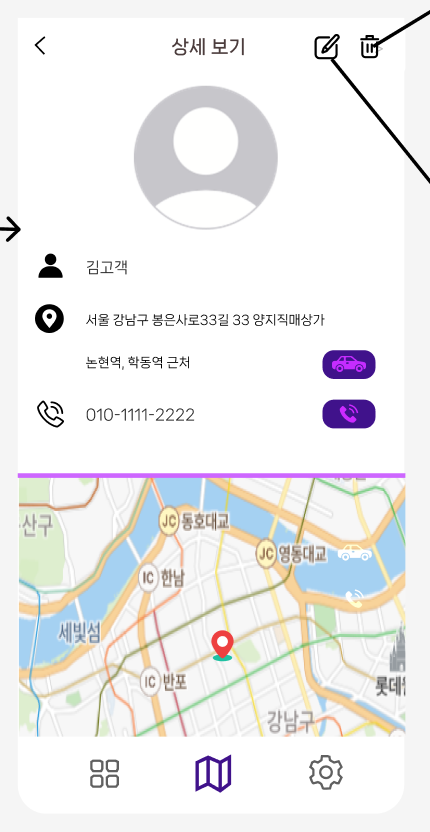 상세 보기
김고객
서울 강남구 봉은사로33길 33 양지직매상가
논현역, 학동역 근처
010-1111-2222
산구
JC 동호대교
JC 영동대교
IC 한남
세빛섬
IC 반포
롯데월
강남구